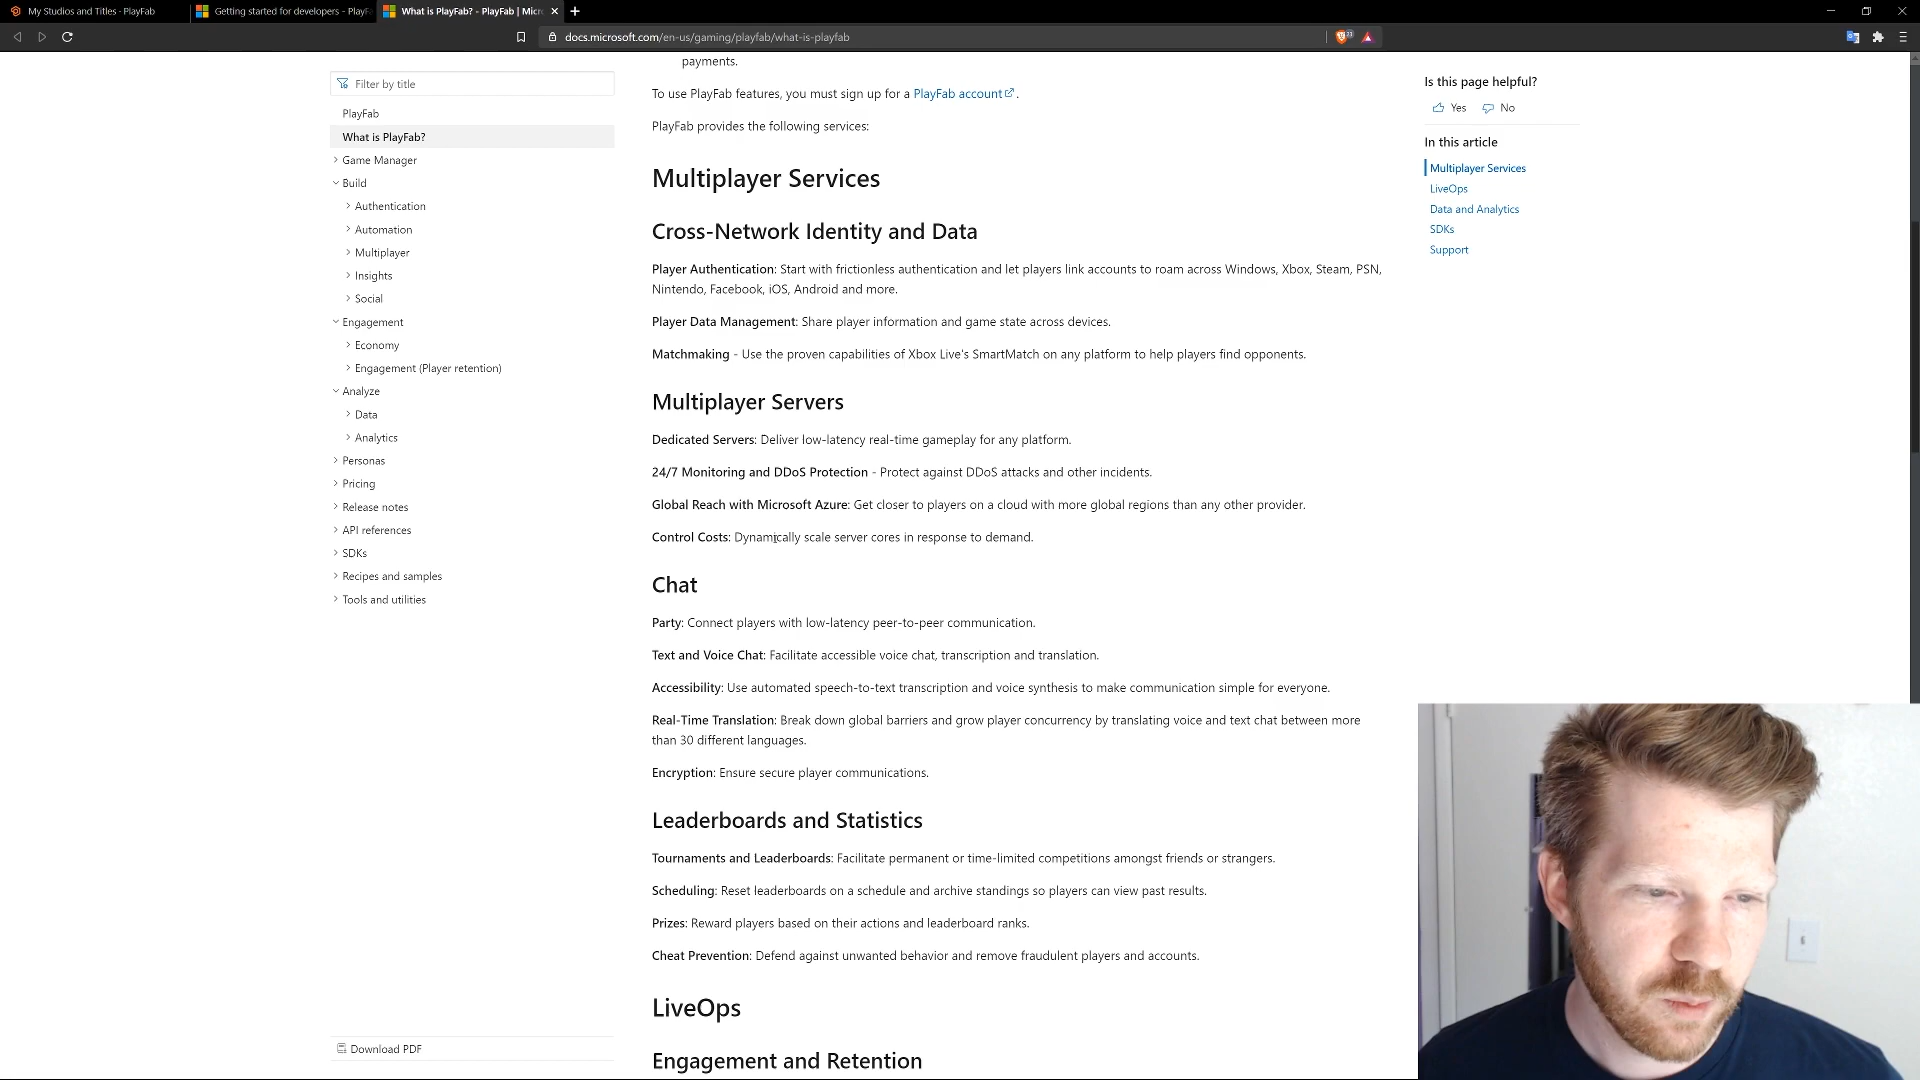 My Studios and Titles - PlayFab
Getting started for developers - PlayF
What is PlayFab? - PlayFab | Micr
docs.microsoft.com/en-us/gaming/playfab/what-is-playfab
Filter by title
PlayFab
What is PlayFab?
Game Manager
Build
Authentication
Automation
Multiplayer
Insights
Social
Engagement
Economy
Engagement (Player retention)
Analyze
Data
Analytics
Personas
Pricing
Release notes
API references
SDKs
Recipes and samples
Tools and utilities
Download PDF
payments.
To use PlayFab features, you must sign up for a PlayFab account.
PlayFab provides the following services:
Multiplayer Services
Cross-Network Identity and Data
Player Authentication: Start with frictionless authentication and let players link accounts to roam across Windows, Xbox, Steam, PSN,
Nintendo, Facebook, iOS, Android and more.
Player Data Management: Share player information and game state across devices.
Matchmaking - Use the proven capabilities of Xbox Live's SmartMatch on any platform to help players find opponents.
Multiplayer Servers
Dedicated Servers: Deliver low-latency real-time gameplay for any platform.
24/7 Monitoring and DDoS Protection - Protect against DDoS attacks and other incidents.
Global Reach with Microsoft Azure: Get closer to players on a cloud with more global regions than any other provider.
Control Costs: Dynamically scale server cores in response to demand.
Chat
Party: Connect players with low-latency peer-to-peer communication.
Text and Voice Chat: Facilitate accessible voice chat, transcription and translation.
Accessibility: Use automated speech-to-text transcription and voice synthesis to make communication simple for everyone.
Real-Time Translation: Break down global barriers and grow player concurrency by translating voice and text chat between more
than 30 different languages.
Encryption: Ensure secure player communications.
Leaderboards and Statistics
Tournaments and Leaderboards: Facilitate permanent or time-limited competitions amongst friends or strangers.
Scheduling: Reset leaderboards on a schedule and archive standings so players can view past results.
Prizes: Reward players based on their actions and leaderboard ranks.
Cheat Prevention: Defend against unwanted behavior and remove fraudulent players and accounts.
LiveOps
Engagement and Retention
Is this page helpful?
Yes No
In this article
Multiplayer Services
LiveOps
Data and Analytics
SDKs
Support